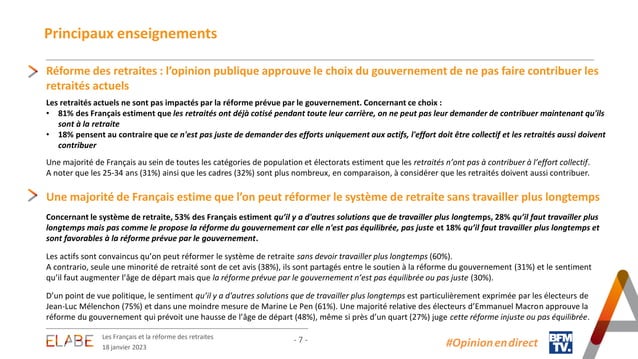 Principaux enseignements
Réforme des retraites : l'opinion publique approuve le choix du gouvernement de ne pas faire contribuer les
retraités actuels
Les retraités actuels ne sont pas impactés par la réforme prévue par le gouvernement. Concernant ce choix :
• 81% des Français estiment que les retraités ont déjà cotisé pendant toute leur carrière, on ne peut pas leur demander de contribuer maintenant qu'ils
sont à la retraite
• 18% pensent au contraire que ce n'est pas juste de demander des efforts uniquement aux actifs, l'effort doit être collectif et les retraités aussi doivent
contribuer
Une majorité de Français au sein de toutes les catégories de population et électorats estiment que les retraités n'ont pas à contribuer à l'effort collectif.
A noter que les 25-34 ans (31%) ainsi que les cadres (32%) sont plus nombreux, en comparaison, à considérer que les retraités doivent aussi contribuer.
Une majorité de Français estime que l'on peut réformer le système de retraite sans travailler plus longtemps
Concernant le système de retraite, 53% des Français estiment qu'il y a d'autres solutions que de travailler plus longtemps, 28% qu'il faut travailler plus
longtemps mais pas comme le propose la réforme du gouvernement car elle n'est pas équilibrée, pas juste et 18% qu'il faut travailler plus longtemps et
sont favorables à la réforme prévue par le gouvernement.
Les actifs sont convaincus qu'on peut réformer le système de retraite sans devoir travailler plus longtemps (60%).
A contrario, seule une minorité de retraité sont de cet avis (38%), ils sont partagés entre le soutien à la réforme du gouvernement (31%) et le sentiment
qu'il faut augmenter l'âge de départ mais que la réforme prévue par le gouvernement n'est pas équilibrée ou pas juste (30%).
D'un point de vue politique, le sentiment qu'il y a d'autres solutions que de travailler plus longtemps est particulièrement exprimée par les électeurs de
Jean-Luc Mélenchon (75%) et dans une moindre mesure de Marine Le Pen (61%). Une majorité relative des électeurs d'Emmanuel Macron approuve la
réforme du gouvernement qui prévoit une hausse de l'âge de départ (48%), même si près d'un quart (27%) juge cette réforme injuste ou pas équilibrée.
ELABE
Les Français et la réforme des retraites
18 janvier 2023
- 7 -
#Opinion en direct
BFM
TV.